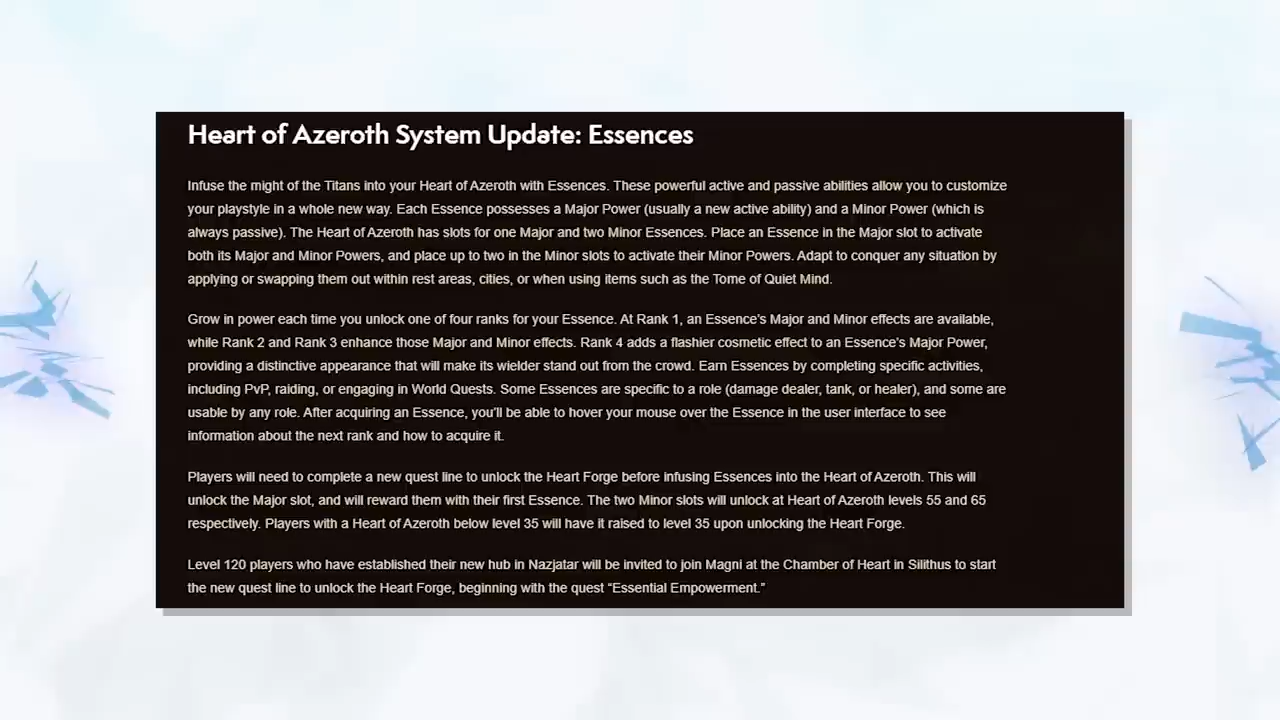 Heart of Azeroth System Update: Essences
Infuse the might of the Titans into your Heart of Azeroth with Essences. These powerful active and passive abilities allow you to customize
your playstyle in a whole new way. Each Essence possesses a Major Power (usually a new active ability) and a Minor Power (which is
always passive). The Heart of Azeroth has slots for one Major and two Minor Essences. Place an Essence in the Major slot to activate
both its Major and Minor Powers, and place up to two in the Minor slots to activate their Minor Powers. Adapt to conquer any situation by
applying or swapping them out within rest areas, cities, or when using items such as the Tome of Quiet Mind.
Grow in power each time you unlock one of four ranks for your Essence. At Rank 1, an Essence's Major and Minor effects are available,
while Rank 2 and Rank 3 enhance those Major and Minor effects. Rank 4 adds a flashier cosmetic effect to an Essence's Major Power,
providing a distinctive appearance that will make its wielder stand out from the crowd. Earn Essences by completing specific activities,
including PvP, raiding, or engaging in World Quests. Some Essences are specific to a role (damage dealer, tank, or healer), and some are
usable by any role. After acquiring an Essence, you'll be able to hover your mouse over the Essence in the user interface to see
information about the next rank and how to acquire it.
Players will need to complete a new quest line to unlock the Heart Forge before infusing Essences into the Heart of Azeroth. This will
unlock the Major slot, and will reward them with their first Essence. The two Minor slots will unlock at Heart of Azeroth levels 55 and 65
respectively. Players with a Heart of Azeroth below level 35 will have it raised to level 35 upon unlocking the Heart Forge.
Level 120 players who have established their new hub in Nazjatar will be invited to join Magni at the Chamber of Heart in Silithus to start
the new quest line to unlock the Heart Forge, beginning with the quest “Essential Empowerment.”